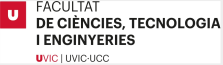 U
FACULTAT
DE CIÈNCIES, TECNOLOGIA
I ENGINYERIES
UVIC | UVIC·UCC